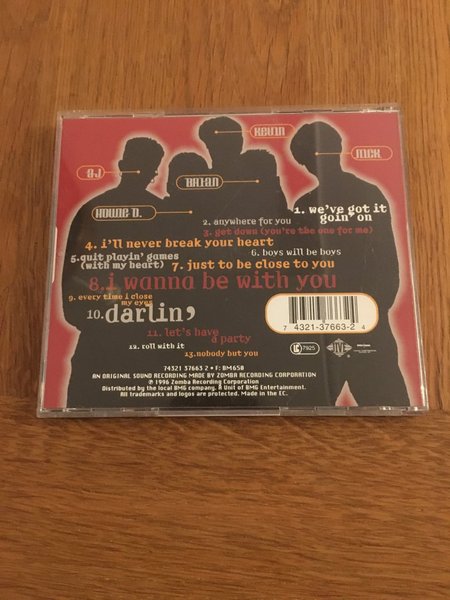 KEVIN
NICK
AJ
BRIAN
HOWIE D.
1. we've got it
goin' on
2. anywhere for you
3. get down (you're the one for me)
4. i'll never break your heart
5. quit playin' games
(with my heart)
6. boys will be boys
7. just to be close to you
8. i wanna be with you
9. every time i close
my eyes
10. darlin'
11. let's have
a party
12. roll with it
13. nobody but you
7 4321-37663-2 4
LC 7925
JIVE
74321 37663 2 • F: BM650
AN ORIGINAL SOUND RECORDING MADE BY ZOMBA RECORDING CORPORATION
℗ 1996 Zomba Recording Corporation
Distributed by the local BMG company. A Unit of BMG Entertainment.
All trademarks and logos are protected. Made in the EC.